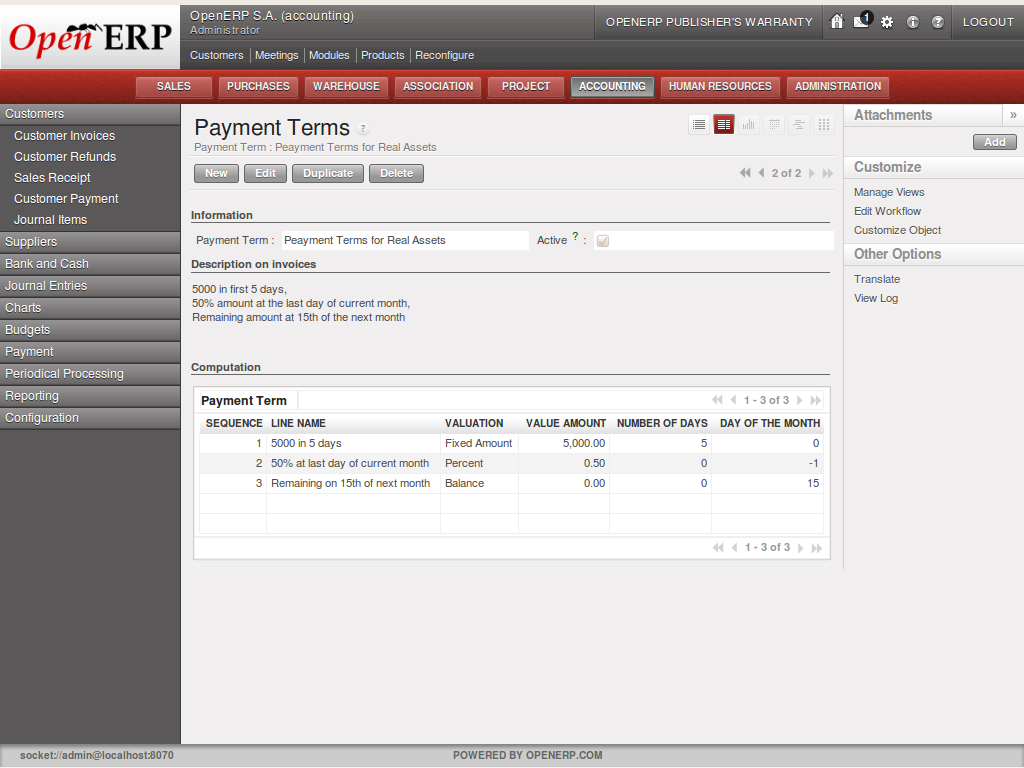 Open ERP
OpenERP S.A. (accounting)
Administrator
OPENERP PUBLISHER'S WARRANTY
1
?
LOGOUT
Customers
Meetings
Modules
Products
Reconfigure
SALES
PURCHASES
WAREHOUSE
ASSOCIATION
PROJECT
ACCOUNTING
HUMAN RESOURCES
ADMINISTRATION
Customers
Customer Invoices
Customer Refunds
Sales Receipt
Customer Payment
Journal Items
Suppliers
Bank and Cash
Journal Entries
Charts
Budgets
Payment
Periodical Processing
Reporting
Configuration
Payment Terms ?
Payment Term : Peayment Terms for Real Assets
New
Edit
Duplicate
Delete
2 of 2
Information
Payment Term : Peayment Terms for Real Assets Active ? :
Description on invoices
5000 in first 5 days,
50% amount at the last day of current month,
Remaining amount at 15th of the next month
Computation
Payment Term
1 - 3 of 3
SEQUENCE LINE NAME VALUATION VALUE AMOUNT NUMBER OF DAYS DAY OF THE MONTH
1 5000 in 5 days Fixed Amount 5,000.00 5 0
2 50% at last day of current month Percent 0.50 0 -1
3 Remaining on 15th of next month Balance 0.00 0 15
1 - 3 of 3
Attachments »
Add
Customize
Manage Views
Edit Workflow
Customize Object
Other Options
Translate
View Log
socket://admin@localhost:8070
POWERED BY OPENERP.COM